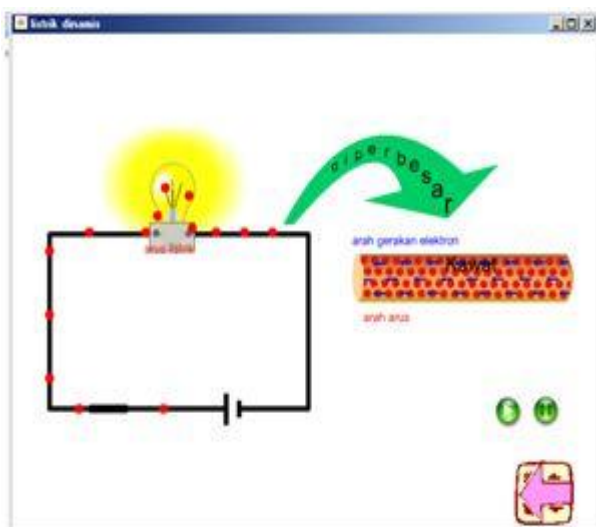 listrik dinamis
diperbesar
arah gerakan elektron
Kawat
arah arus